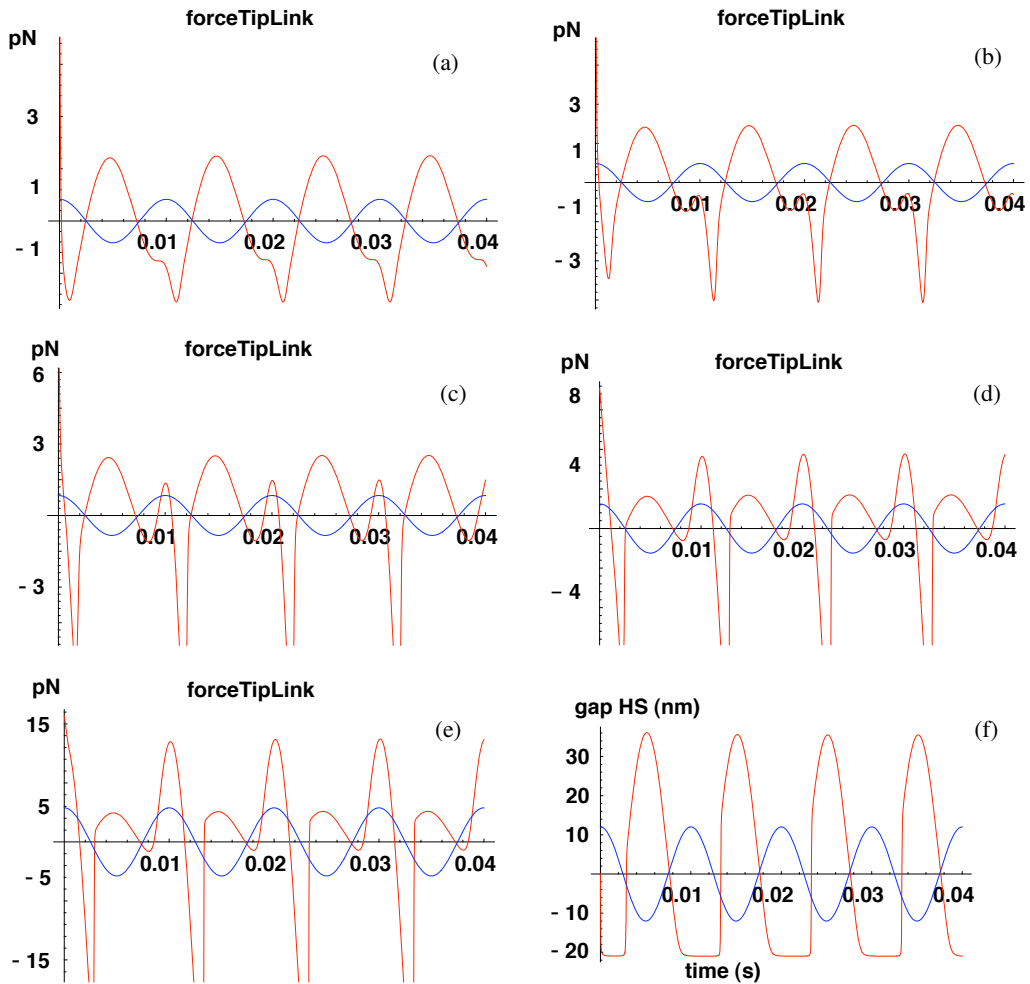 forceTipLink
pN
(a)
3
1
- 1
0.01
0.02
0.03
0.04
forceTipLink
pN
(b)
3
1
- 1
- 3
0.01
0.02
0.03
0.04
forceTipLink
pN
(c)
6
3
- 3
0.01
0.02
0.03
0.04
forceTipLink
pN
(d)
8
4
- 4
0.01
0.02
0.03
0.04
forceTipLink
pN
(e)
15
5
- 5
- 15
0.01
0.02
0.03
0.04
gap HS (nm)
(f)
30
20
10
- 10
- 20
0.01
0.02
0.03
0.04
time (s)